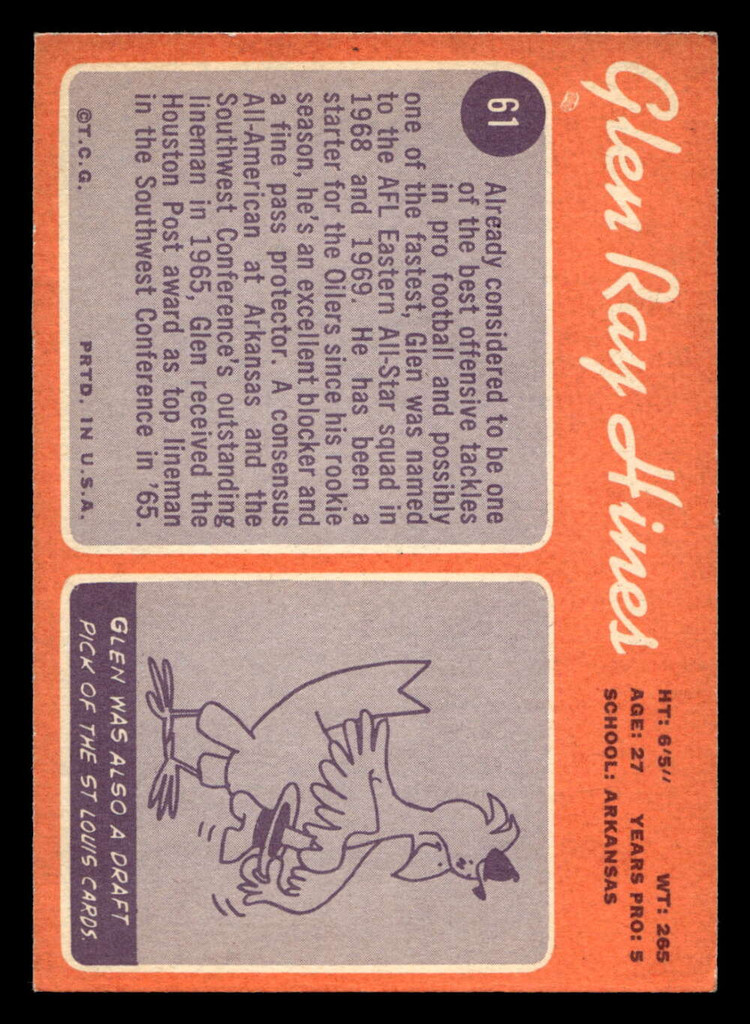 Glen Ray Hines
HT: 6'5" WT: 265
AGE: 27 YEARS PRO: 5
SCHOOL: ARKANSAS
61
Already considered to be one
of the best offensive tackles
in pro football and possibly
one of the fastest, Glen was named
to the AFL Eastern All-Star squad in
1968 and 1969. He has been a
starter for the Oilers since his rookie
season, he's an excellent blocker and
a fine pass protector. A consensus
All-American at Arkansas and the
Southwest Conference's outstanding
lineman in 1965, Glen received the
Houston Post award as top lineman
in the Southwest Conference in '65.
©T.C.G. PRTD. IN U.S.A.
GLEN WAS ALSO A DRAFT
PICK OF THE ST LOUIS CARDS.